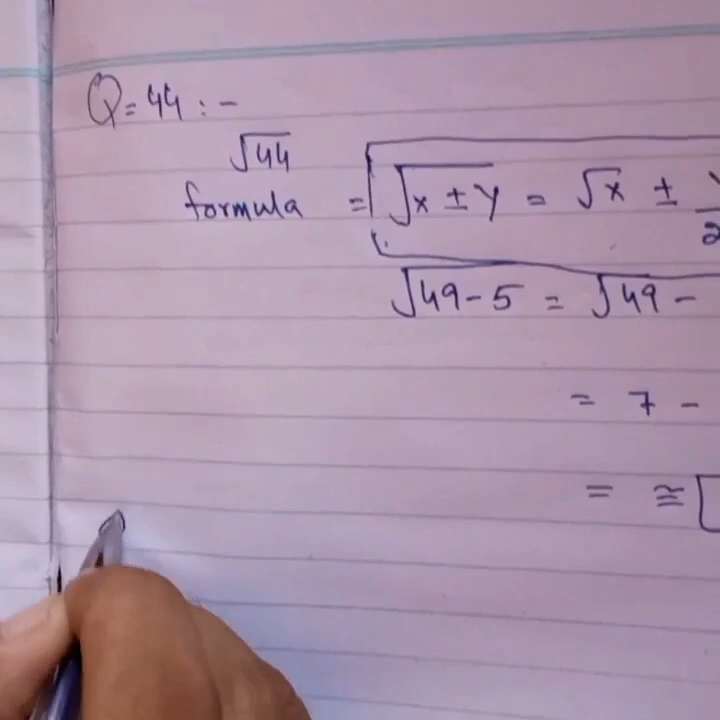 Q = 44 : -
√44
formula = √x ± y = √x ± y/2
√49 - 5 = √49 -
= 7 -
= ≅